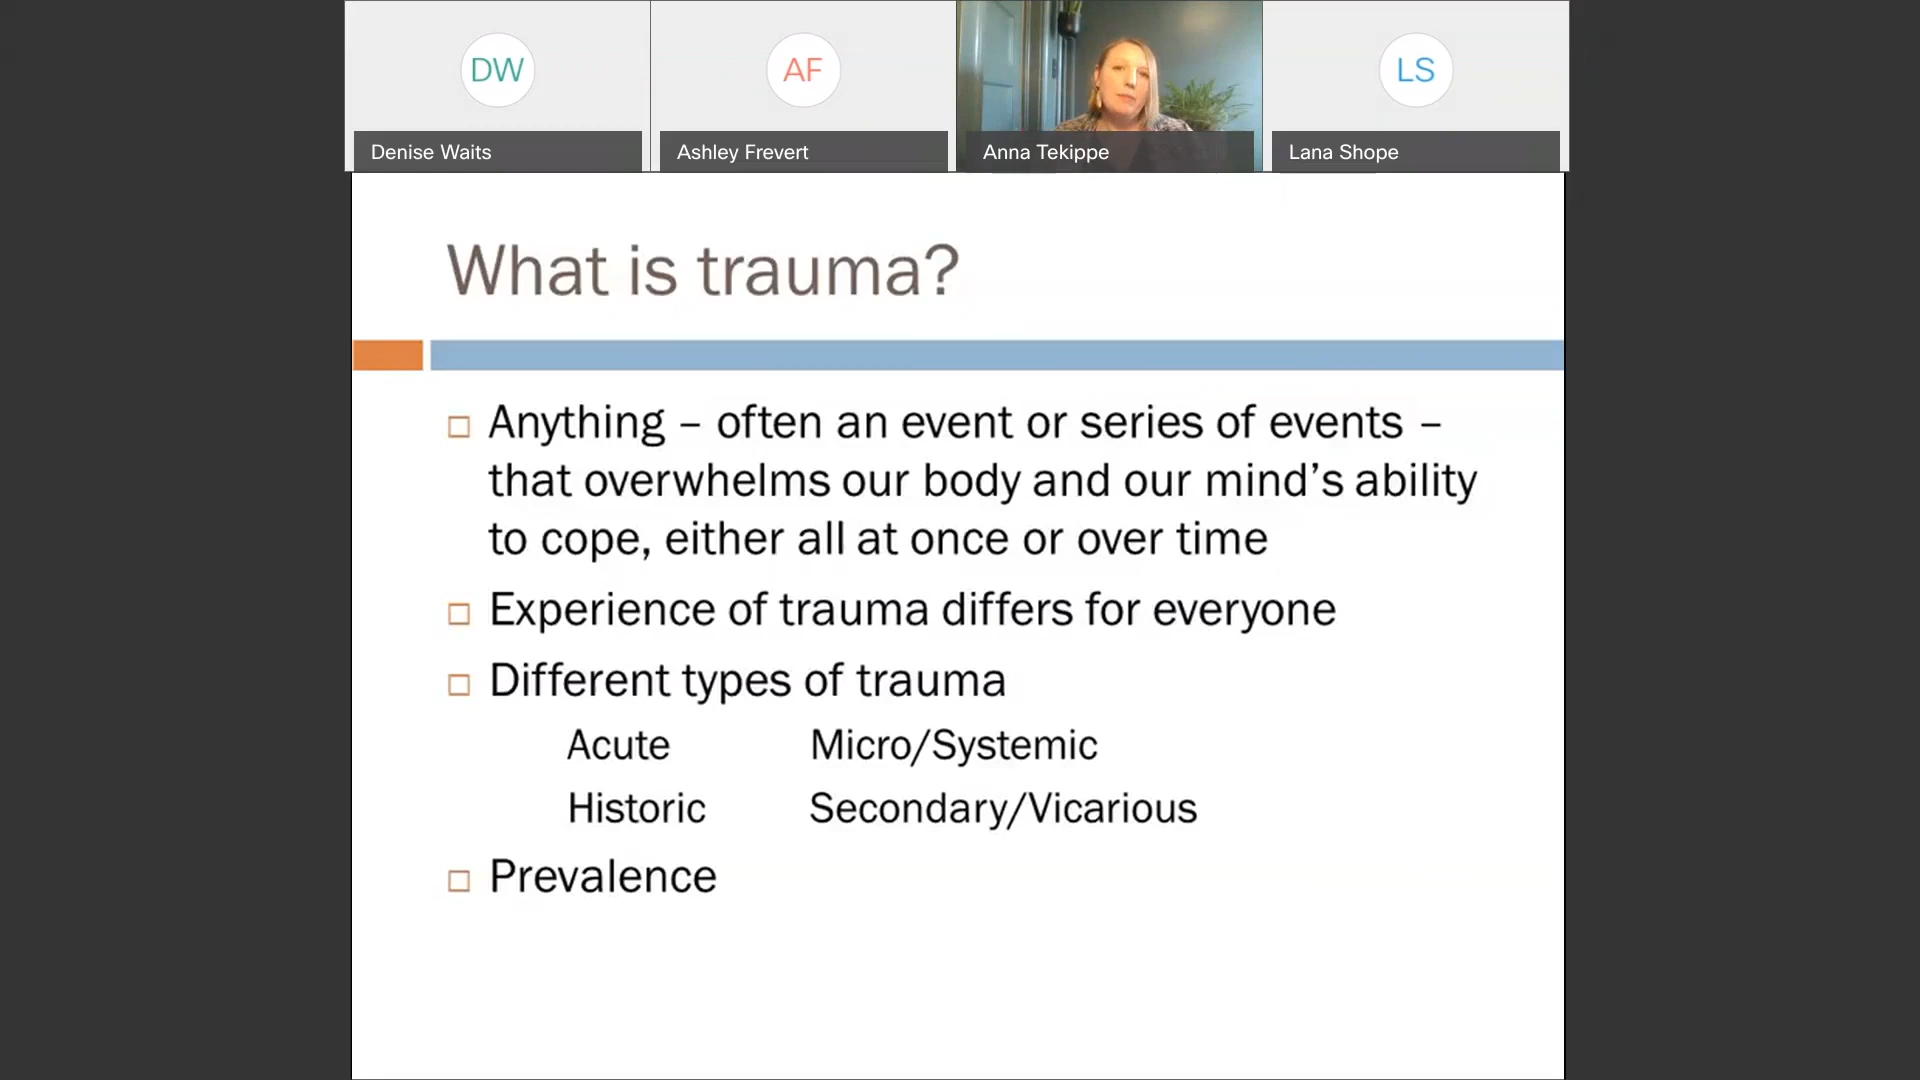 DW
AF
LS
Denise Waits
Ashley Frevert
Anna Tekippe
Lana Shope
What is trauma?
Anything – often an event or series of events –
that overwhelms our body and our mind’s ability
to cope, either all at once or over time
Experience of trauma differs for everyone
Different types of trauma
Acute Micro/Systemic
Historic Secondary/Vicarious
Prevalence